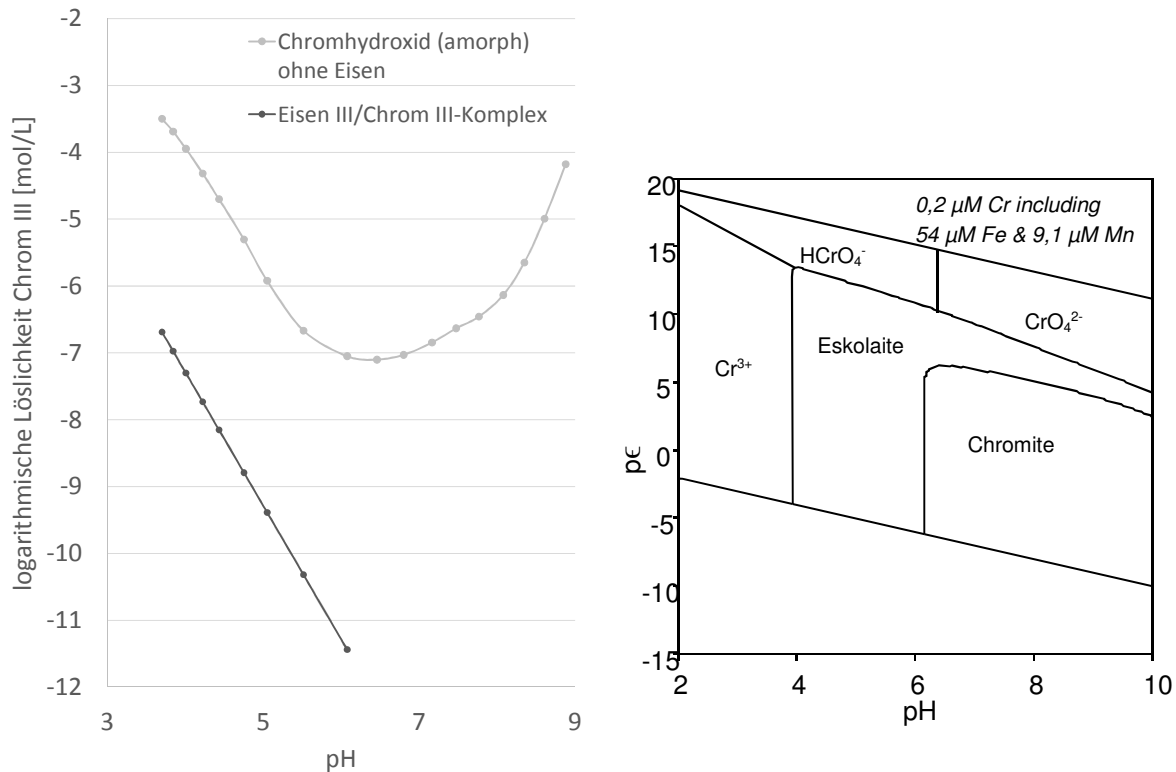 -2
-3
-4
-5
-6
-7
-8
-9
-10
-11
-12
3
5
7
9
pH
logarithmische Löslichkeit Chrom III [mol/L]
Chromhydroxid (amorph)
ohne Eisen
Eisen III/Chrom III-Komplex
20
15
10
5
0
-5
-10
-15
2
4
6
8
10
pH
pϵ
0,2 µM Cr including
54 µM Fe & 9,1 µM Mn
HCrO₄⁻
CrO₄²⁻
Eskolaite
Cr³⁺
Chromite